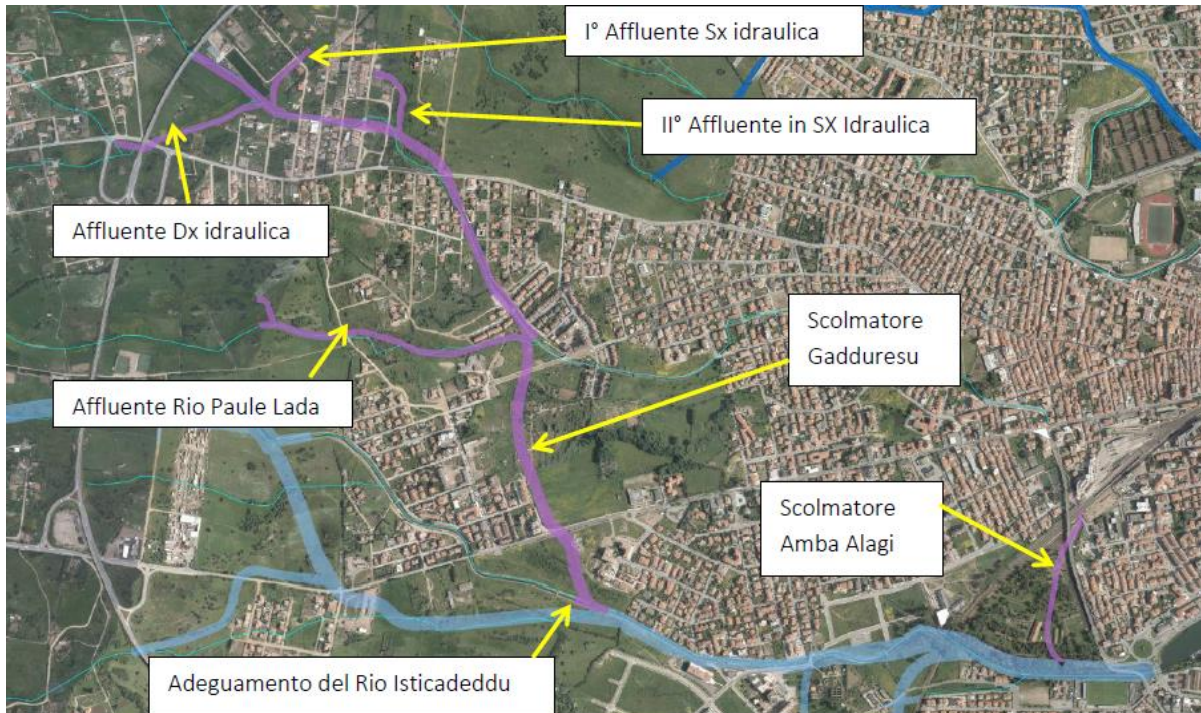 I° Affluente Sx idraulica
II° Affluente in SX Idraulica
Affluente Dx idraulica
Scolmatore
Gadduresu
Affluente Rio Paule Lada
Scolmatore
Amba Alagi
Adeguamento del Rio Isticadeddu